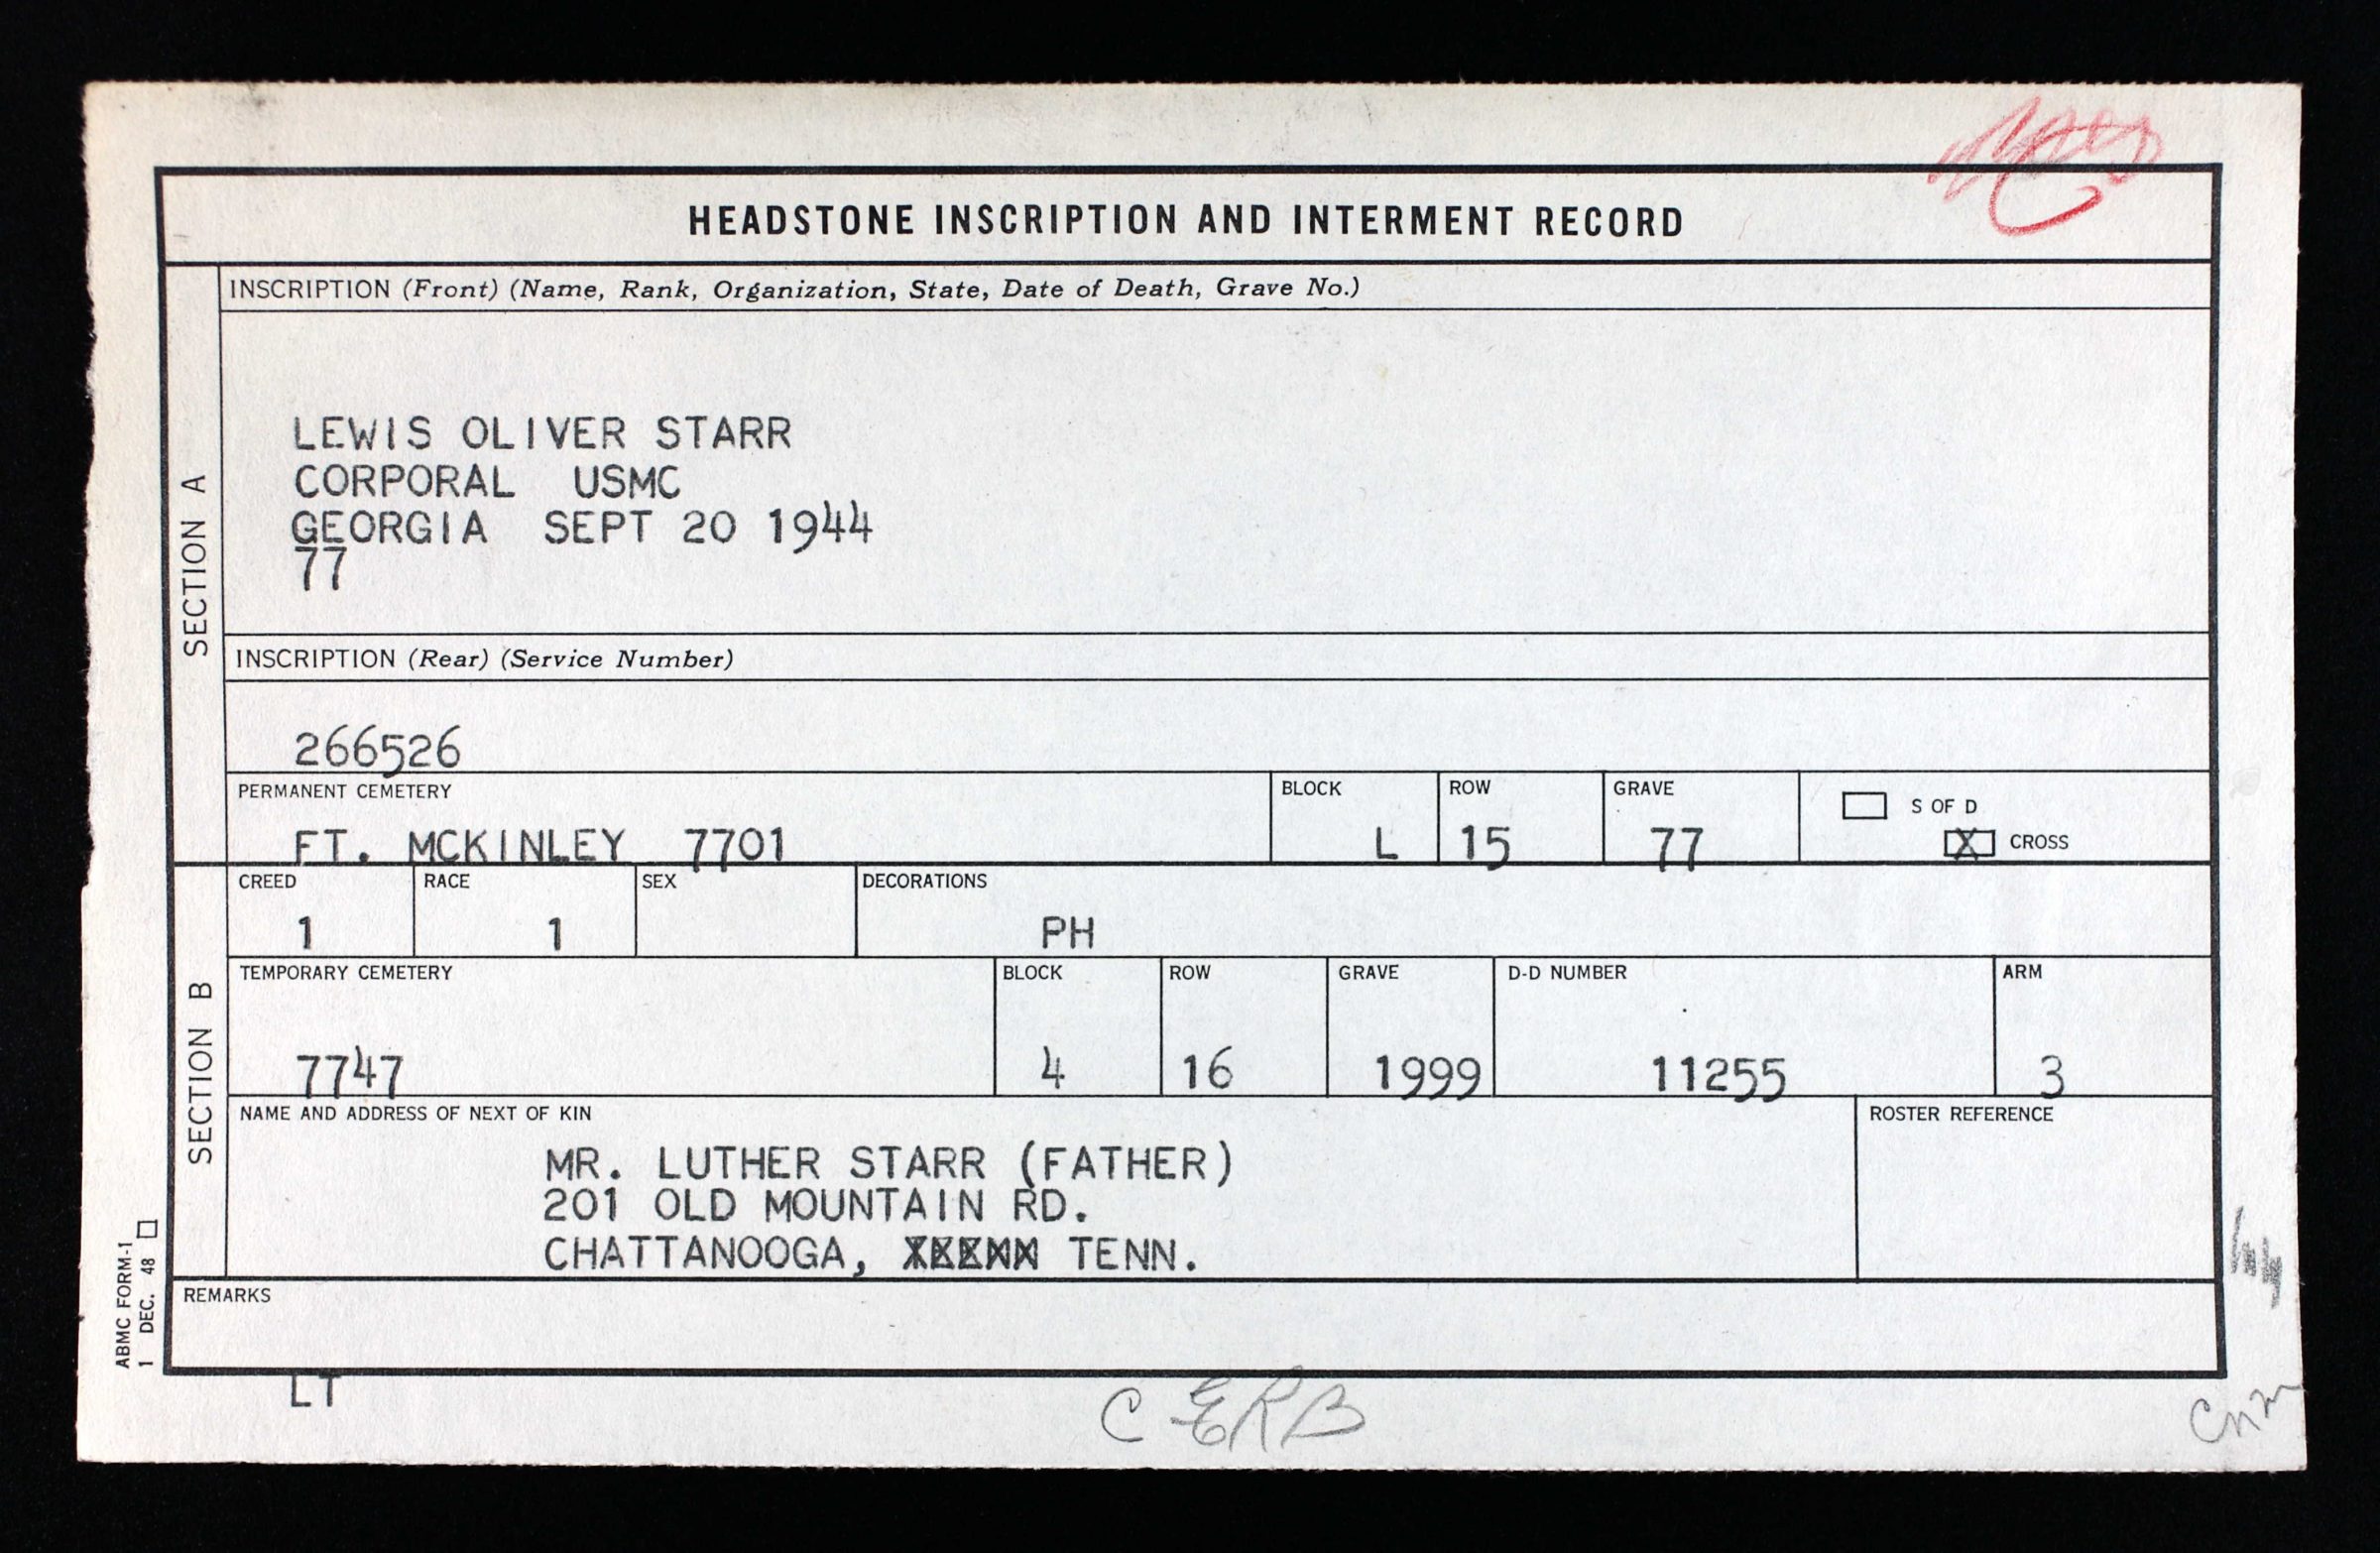 HEADSTONE INSCRIPTION AND INTERMENT RECORD
SECTION A
INSCRIPTION (Front) (Name, Rank, Organization, State, Date of Death, Grave No.)
LEWIS OLIVER STARR
CORPORAL USMC
GEORGIA SEPT 20 1944
77
INSCRIPTION (Rear) (Service Number)
266526
PERMANENT CEMETERY BLOCK ROW GRAVE S OF D
FT. MCKINLEY 7701 L 15 77 X CROSS
SECTION B
CREED RACE SEX DECORATIONS
1 1 PH
TEMPORARY CEMETERY BLOCK ROW GRAVE D-D NUMBER ARM
7747 4 16 1999 11255 3
NAME AND ADDRESS OF NEXT OF KIN ROSTER REFERENCE
MR. LUTHER STARR (FATHER)
201 OLD MOUNTAIN RD.
CHATTANOOGA, TENN.
REMARKS
ABMC FORM-1
1 DEC. 48
LT
C ERB